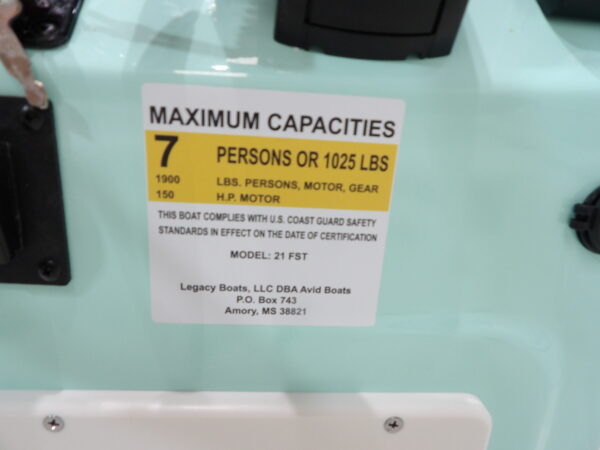 MAXIMUM CAPACITIES
7 PERSONS OR 1025 LBS
1900 LBS. PERSONS, MOTOR, GEAR
150 H.P. MOTOR
THIS BOAT COMPLIES WITH U.S. COAST GUARD SAFETY
STANDARDS IN EFFECT ON THE DATE OF CERTIFICATION
MODEL: 21 FST
Legacy Boats, LLC DBA Avid Boats
P.O. Box 743
Amory, MS 38821